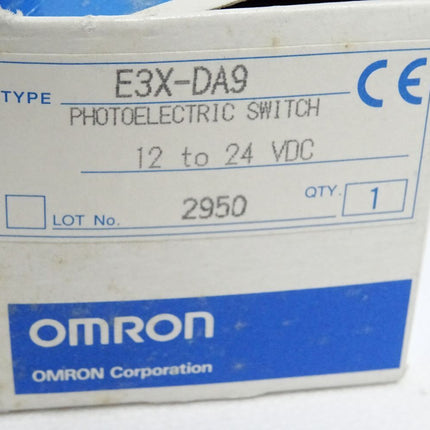 TYPE E3X-DA9 CE
PHOTOELECTRIC SWITCH
12 to 24 VDC
LOT No. 2950 QTY. 1
OMRON
OMRON Corporation